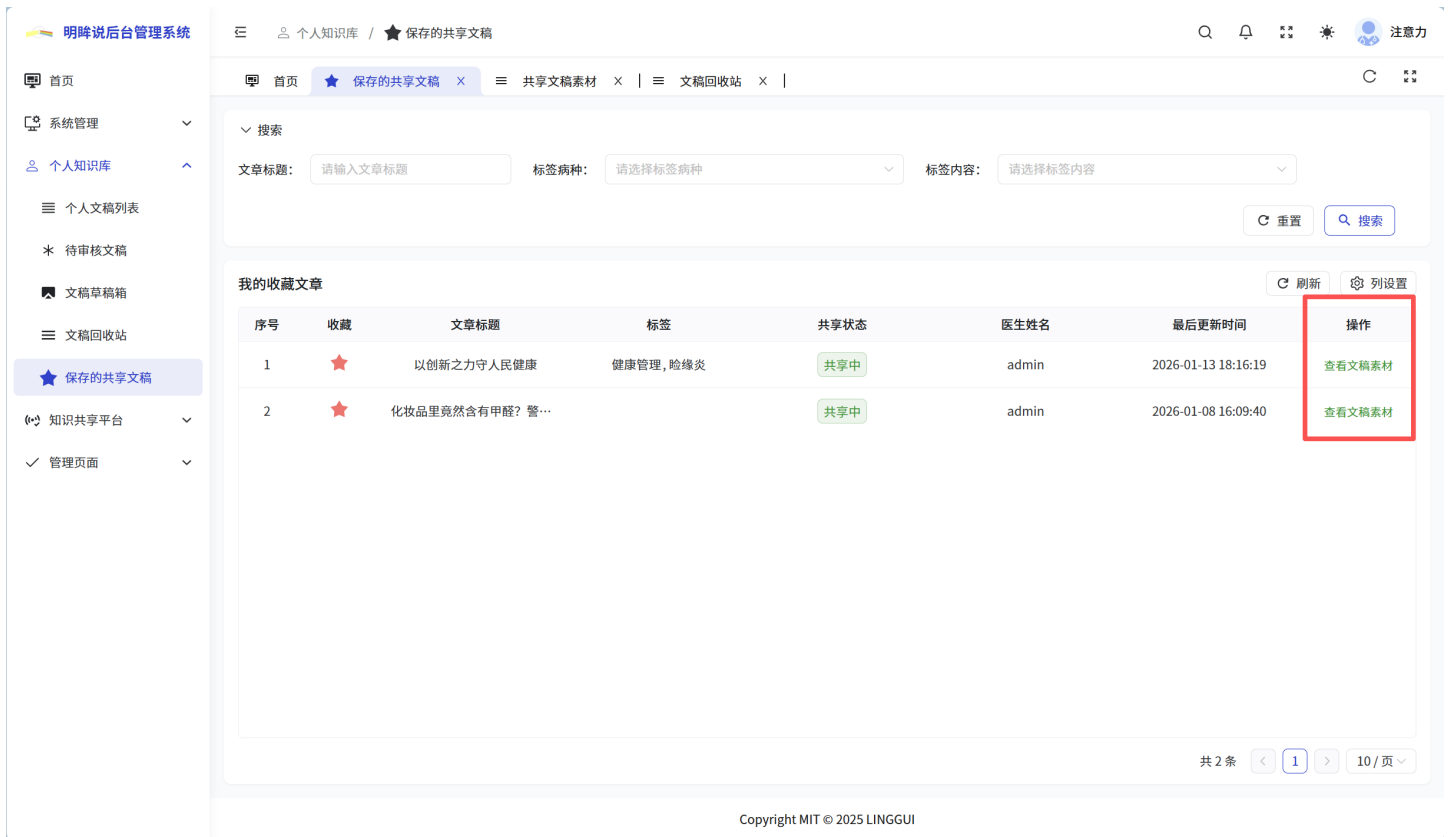 明眸说后台管理系统
个人知识库 / 保存的共享文稿
注意力
首页
系统管理
个人知识库
个人文稿列表
待审核文稿
文稿草稿箱
文稿回收站
保存的共享文稿
知识共享平台
管理页面
首页 保存的共享文稿 X 共享文稿素材 X 文稿回收站 X
搜索
文章标题： 请输入文章标题 标签病种： 请选择标签病种 标签内容： 请选择标签内容
重置 搜索
我的收藏文章 刷新 列设置
序号 收藏 文章标题 标签 共享状态 医生姓名 最后更新时间 操作
1 以创新之力守人民健康 健康管理,睑缘炎 共享中 admin 2026-01-13 18:16:19 查看文稿素材
2 化妆品里竟然含有甲醛？警… 共享中 admin 2026-01-08 16:09:40 查看文稿素材
共 2 条 1 10 / 页
Copyright MIT © 2025 LINGGUI